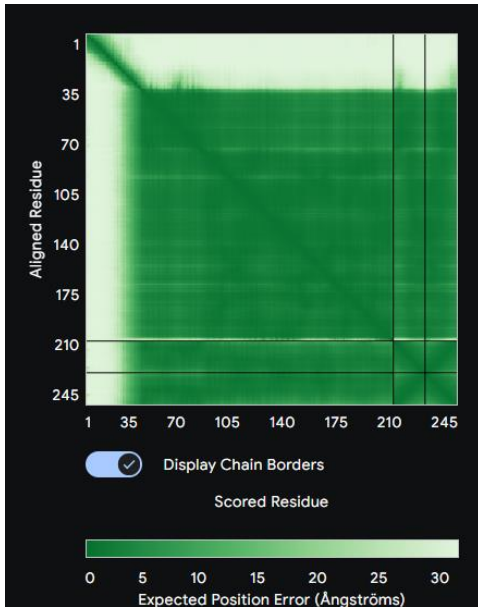 1
35
70
105
140
175
210
245
Aligned Residue
1 35 70 105 140 175 210 245
Display Chain Borders
Scored Residue
0 5 10 15 20 25 30
Expected Position Error (Ångströms)